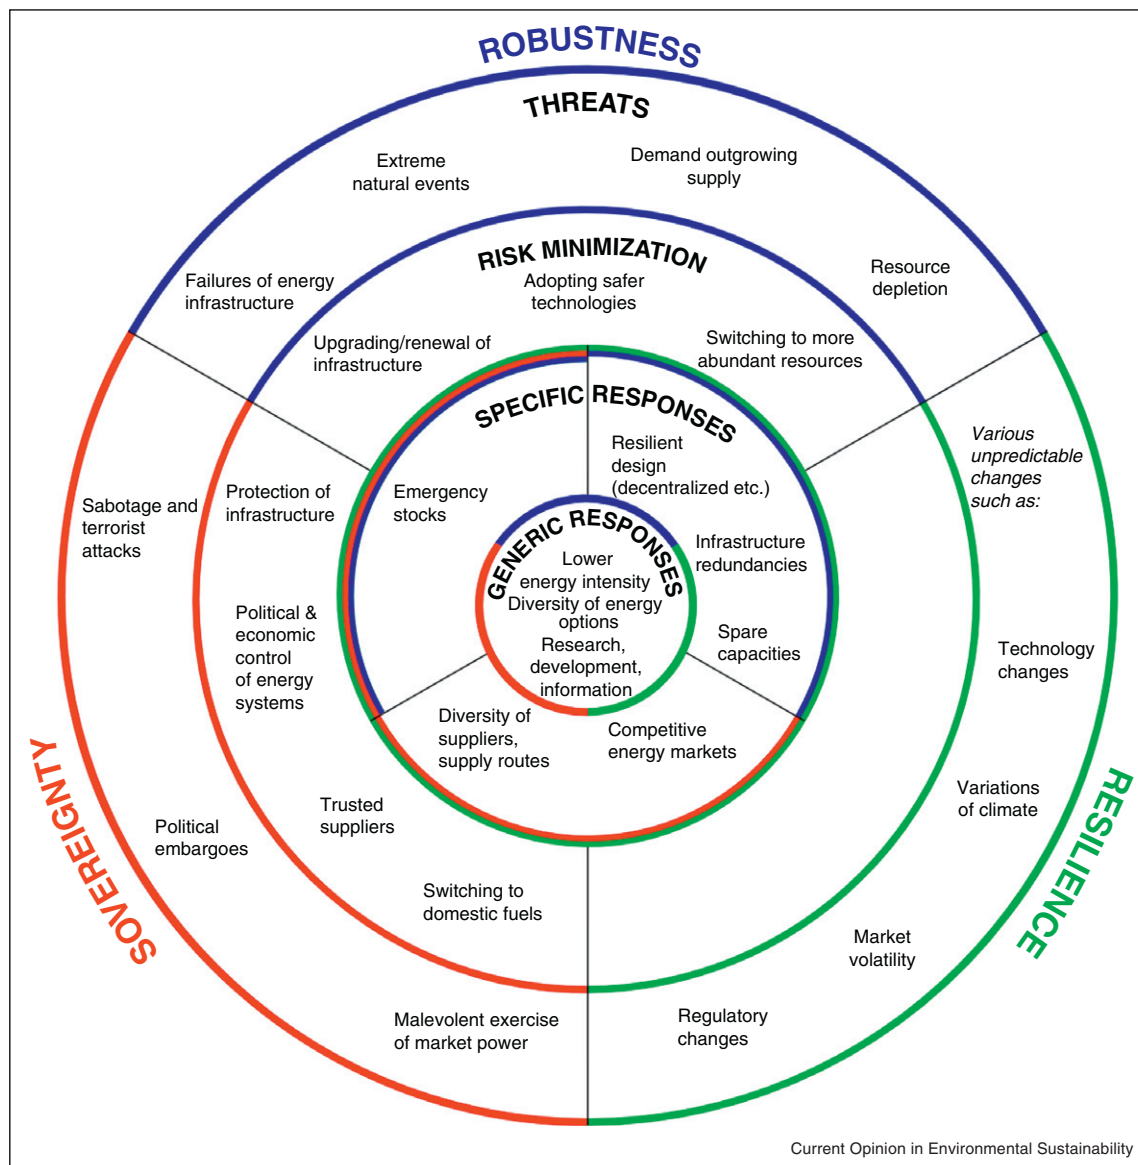 ROBUSTNESS
THREATS
Extreme
natural events
Demand outgrowing
supply
RISK MINIMIZATION
Failures of energy
infrastructure
Adopting safer
technologies
Resource
depletion
Upgrading/renewal of
infrastructure
Switching to more
abundant resources
SPECIFIC RESPONSES
Various
unpredictable
changes
such as:
Resilient
design
(decentralized etc.)
Sabotage and
terrorist
attacks
Protection of
infrastructure
Emergency
stocks
GENERIC RESPONSES
Lower
energy intensity
Diversity of energy
options
Research,
development,
information
Infrastructure
redundancies
Political &
economic
control
of energy
systems
Spare
capacities
Technology
changes
Diversity of
suppliers,
supply routes
Competitive
energy markets
SOVEREIGNTY
RESILIENCE
Variations
of climate
Trusted
suppliers
Political
embargoes
Switching to
domestic fuels
Market
volatility
Malevolent exercise
of market power
Regulatory
changes
Current Opinion in Environmental Sustainability